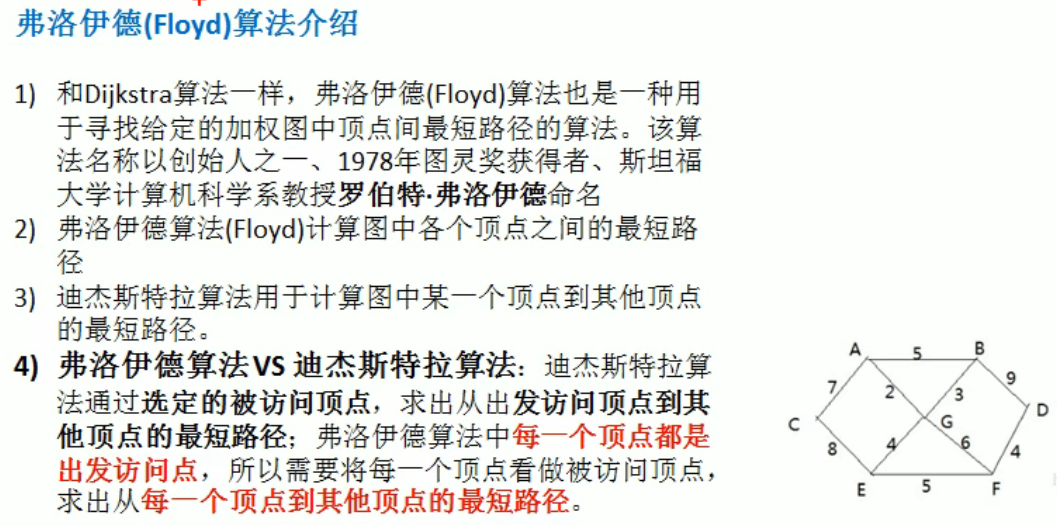 弗洛伊德(Floyd)算法介绍
1) 和Dijkstra算法一样，弗洛伊德(Floyd)算法也是一种用
于寻找给定的加权图中顶点间最短路径的算法。该算
法名称以创始人之一、1978年图灵奖获得者、斯坦福
大学计算机科学系教授罗伯特·弗洛伊德命名
2) 弗洛伊德算法(Floyd)计算图中各个顶点之间的最短路
径
3) 迪杰斯特拉算法用于计算图中某一个顶点到其他顶点
的最短路径。
4) 弗洛伊德算法 VS 迪杰斯特拉算法：迪杰斯特拉算
法通过选定的被访问顶点，求出从出发访问顶点到其
他顶点的最短路径；弗洛伊德算法中每一个顶点都是
出发访问点，所以需要将每一个顶点看做被访问顶点，
求出从每一个顶点到其他顶点的最短路径。
A 5 B
7 2 3 9
C G D
8 4 6 4
E 5 F